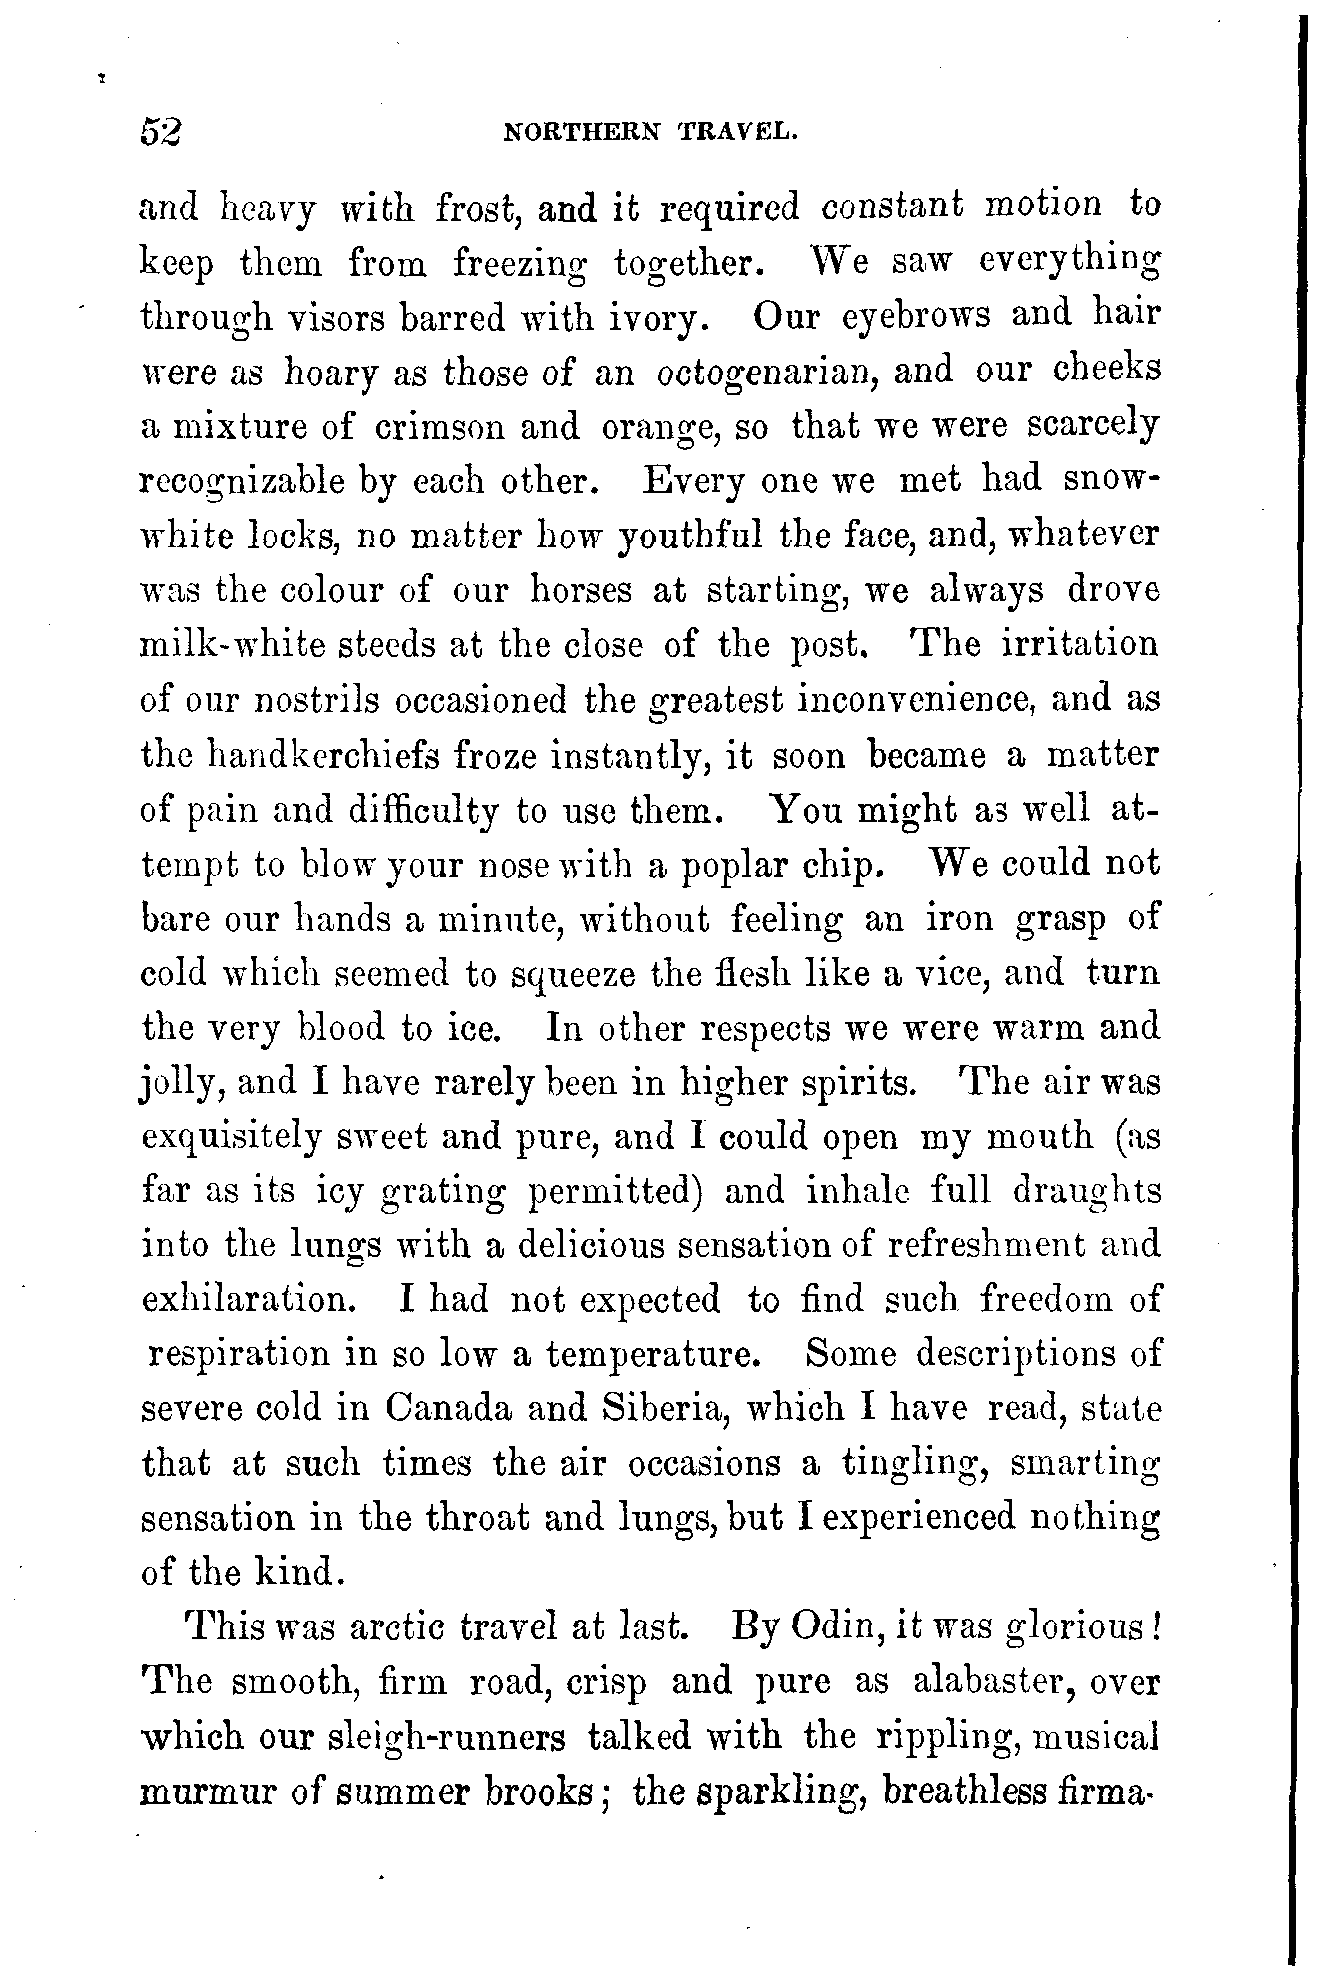 52 NORTHERN TRAVEL.
and heavy with frost, and it required constant motion to
keep them from freezing together. We saw everything
through visors barred with ivory. Our eyebrows and hair
were as hoary as those of an octogenarian, and our cheeks
a mixture of crimson and orange, so that we were scarcely
recognizable by each other. Every one we met had snow-
white locks, no matter how youthful the face, and, whatever
was the colour of our horses at starting, we always drove
milk-white steeds at the close of the post. The irritation
of our nostrils occasioned the greatest inconvenience, and as
the handkerchiefs froze instantly, it soon became a matter
of pain and difficulty to use them. You might as well at-
tempt to blow your nose with a poplar chip. We could not
bare our hands a minute, without feeling an iron grasp of
cold which seemed to squeeze the flesh like a vice, and turn
the very blood to ice. In other respects we were warm and
jolly, and I have rarely been in higher spirits. The air was
exquisitely sweet and pure, and I could open my mouth (as
far as its icy grating permitted) and inhale full draughts
into the lungs with a delicious sensation of refreshment and
exhilaration. I had not expected to find such freedom of
respiration in so low a temperature. Some descriptions of
severe cold in Canada and Siberia, which I have read, state
that at such times the air occasions a tingling, smarting
sensation in the throat and lungs, but I experienced nothing
of the kind.
This was arctic travel at last. By Odin, it was glorious!
The smooth, firm road, crisp and pure as alabaster, over
which our sleigh-runners talked with the rippling, musical
murmur of summer brooks; the sparkling, breathless firma-